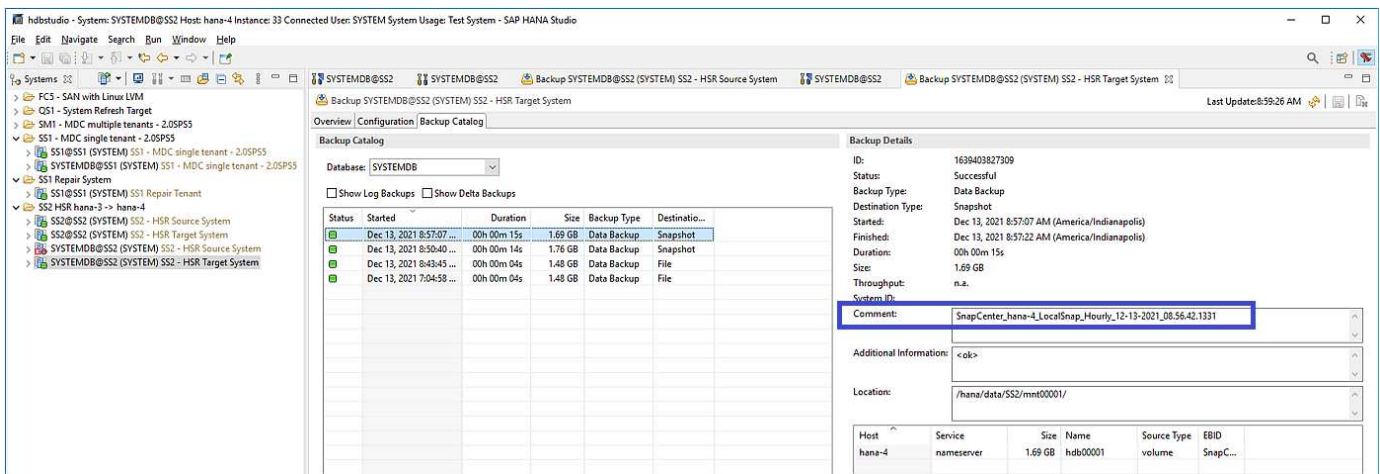 hdbstudio - System: SYSTEMDB@SS2 Host: hana-4 Instance: 33 Connected User: SYSTEM System Usage: Test System - SAP HANA Studio
File Edit Navigate Search Run Window Help
Systems
FC5 - SAN with Linux LVM
QS1 - System Refresh Target
SM1 - MDC multiple tenants - 2.0SPS5
SS1 - MDC single tenant - 2.0SPS5
SS1@SS1 (SYSTEM) SS1 - MDC single tenant - 2.0SPS5
SYSTEMDB@SS1 (SYSTEM) SS1 - MDC single tenant - 2.0SPS5
SS1 Repair System
SS1@SS1 (SYSTEM) SS1 Repair Tenant
SS2 HSR hana-3 -> hana-4
SS2@SS2 (SYSTEM) SS2 - HSR Source System
SS2@SS2 (SYSTEM) SS2 - HSR Target System
SYSTEMDB@SS2 (SYSTEM) SS2 - HSR Source System
SYSTEMDB@SS2 (SYSTEM) SS2 - HSR Target System
SYSTEMDB@SS2 SYSTEMDB@SS2 Backup SYSTEMDB@SS2 (SYSTEM) SS2 - HSR Source System SYSTEMDB@SS2 Backup SYSTEMDB@SS2 (SYSTEM) SS2 - HSR Target System
Backup SYSTEMDB@SS2 (SYSTEM) SS2 - HSR Target System Last Update:8:59:26 AM
Overview Configuration Backup Catalog
Backup Catalog
Database: SYSTEMDB
Show Log Backups Show Delta Backups
Status Started Duration Size Backup Type Destinatio...
Dec 13, 2021 8:57:07 ... 00h 00m 15s 1.69 GB Data Backup Snapshot
Dec 13, 2021 8:50:40 ... 00h 00m 14s 1.76 GB Data Backup Snapshot
Dec 13, 2021 8:43:45 ... 00h 00m 04s 1.48 GB Data Backup File
Dec 13, 2021 7:04:58 ... 00h 00m 04s 1.48 GB Data Backup File
Backup Details
ID: 1639403827309
Status: Successful
Backup Type: Data Backup
Destination Type: Snapshot
Started: Dec 13, 2021 8:57:07 AM (America/Indianapolis)
Finished: Dec 13, 2021 8:57:22 AM (America/Indianapolis)
Duration: 00h 00m 15s
Size: 1.69 GB
Throughput: n.a.
System ID:
Comment: SnapCenter_hana-4_LocalSnap_Hourly_12-13-2021_08.56.42.1331
Additional Information: <ok>
Location: /hana/data/SS2/mnt00001/
Host Service Size Name Source Type EBID
hana-4 nameserver 1.69 GB hdb00001 volume SnapC...